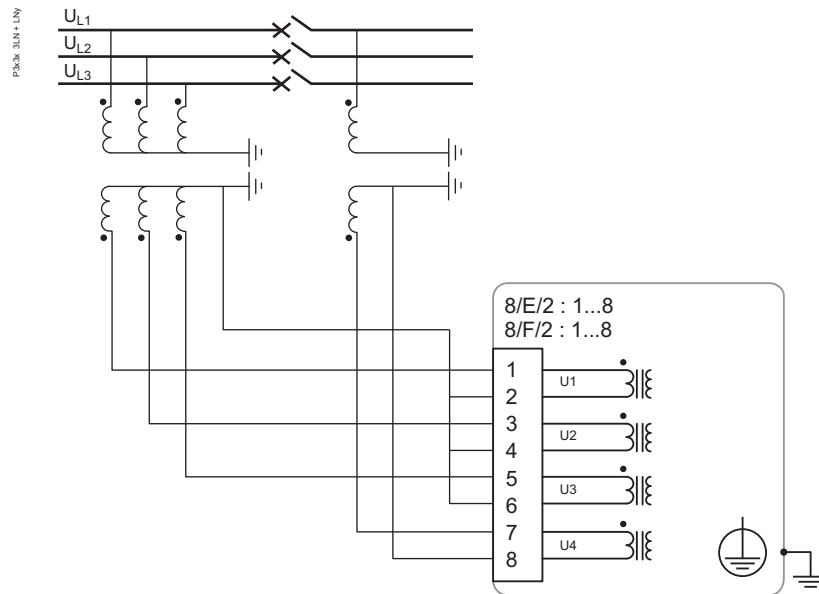 P3x3x 3LN + LNy
UL1
UL2
UL3
8/E/2 : 1...8
8/F/2 : 1...8
1
U1
2
3
U2
4
5
U3
6
7
U4
8